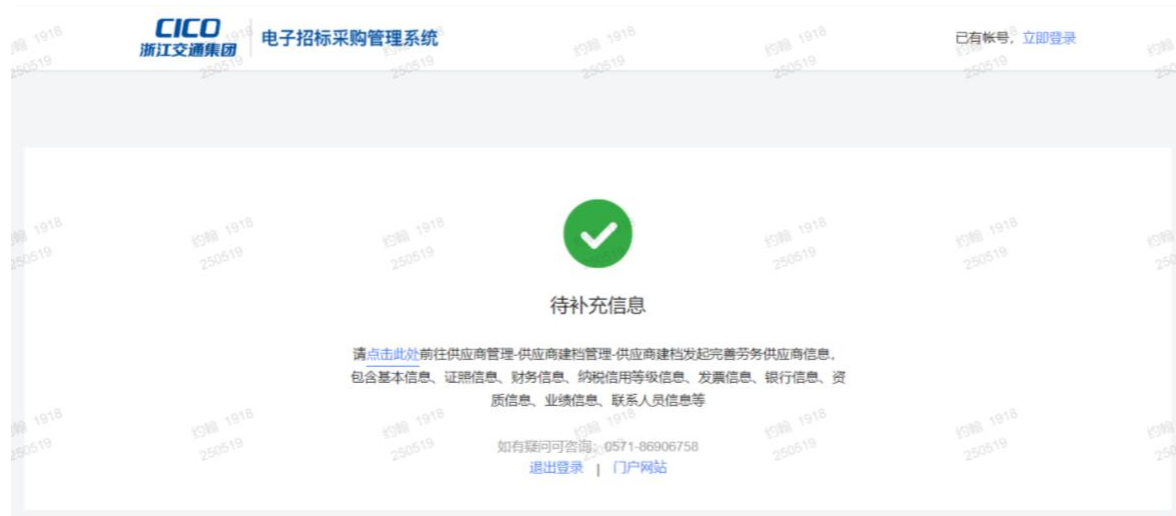 约翰 1918
250519
CICO
浙江交通集团
电子招标采购管理系统
已有帐号，立即登录
待补充信息
请点击此处前往供应商管理-供应商建档管理-供应商建档发起完善劳务供应商信息，
包含基本信息、证照信息、财务信息、纳税信用等级信息、发票信息、银行信息、资
质信息、业绩信息、联系人员信息等
如有疑问可咨询：0571-86906758
退出登录 | 门户网站